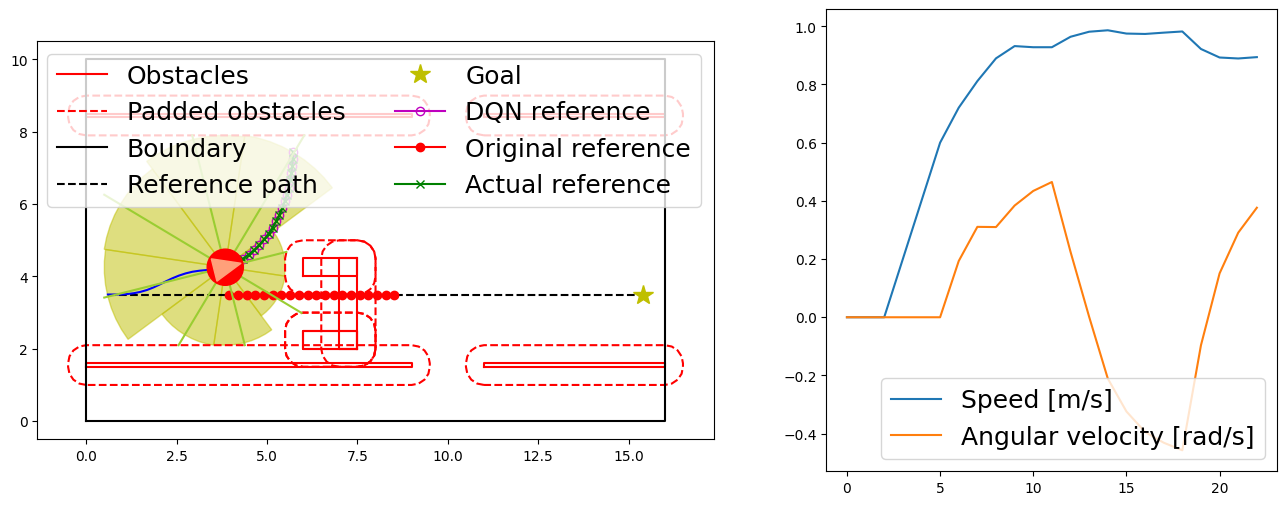 10
8
6
4
2
0
0.0 2.5 5.0 7.5 10.0 12.5 15.0
Obstacles
Padded obstacles
Boundary
Reference path
Goal
DQN reference
Original reference
Actual reference
1.0
0.8
0.6
0.4
0.2
0.0
−0.2
−0.4
0 5 10 15 20
Speed [m/s]
Angular velocity [rad/s]